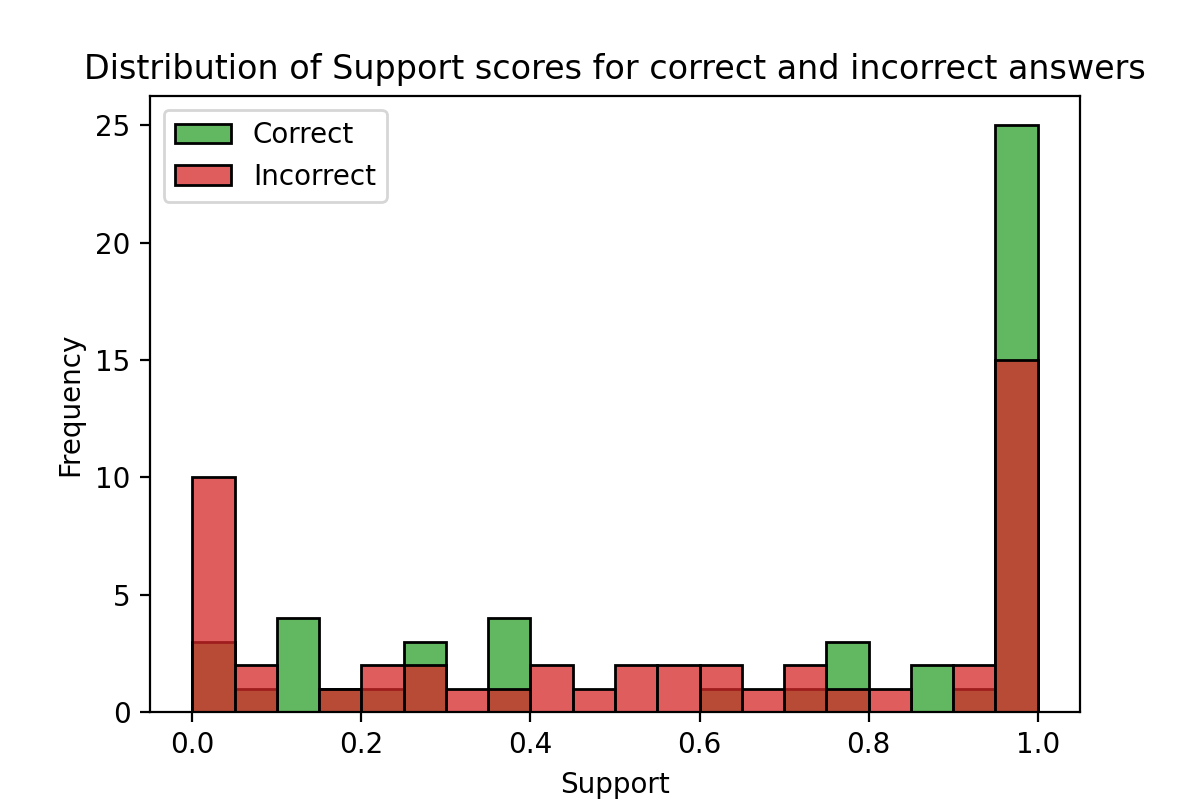 Distribution of Support scores for correct and incorrect answers
Correct
Incorrect
25
20
15
10
5
0
Frequency
0.0 0.2 0.4 0.6 0.8 1.0
Support